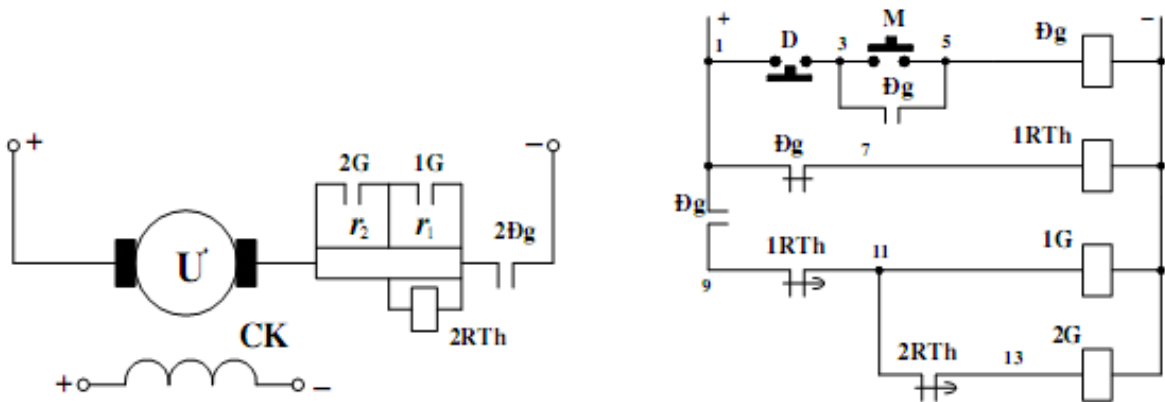 +
−
U*
CK
+
−
2G
1G
r₂
r₁
2Đg
2RTh
+
−
1
D
3
M
5
Đg
Đg
Đg
7
1RTh
Đg
9
1RTh
11
1G
2RTh
13
2G